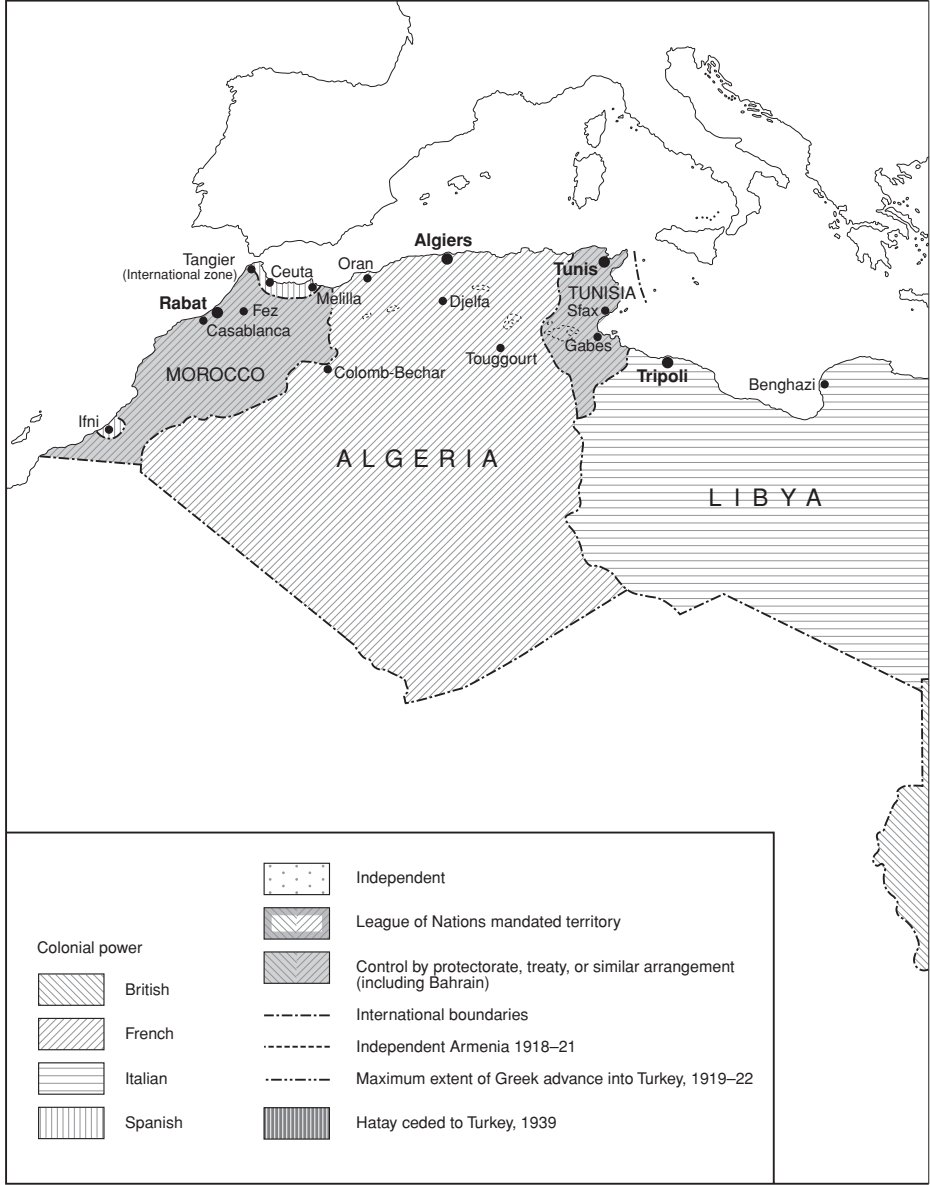 Algiers
Tangier
(International zone)
Ceuta
Oran
Tunis
Melilla
TUNISIA
Rabat
Fez
Djelfa
Sfax
Casablanca
Gabes
Touggourt
MOROCCO
Colomb-Bechar
Tripoli
Benghazi
Ifni
ALGERIA
LIBYA
Colonial power
British
French
Italian
Spanish
Independent
League of Nations mandated territory
Control by protectorate, treaty, or similar arrangement
(including Bahrain)
International boundaries
Independent Armenia 1918–21
Maximum extent of Greek advance into Turkey, 1919–22
Hatay ceded to Turkey, 1939